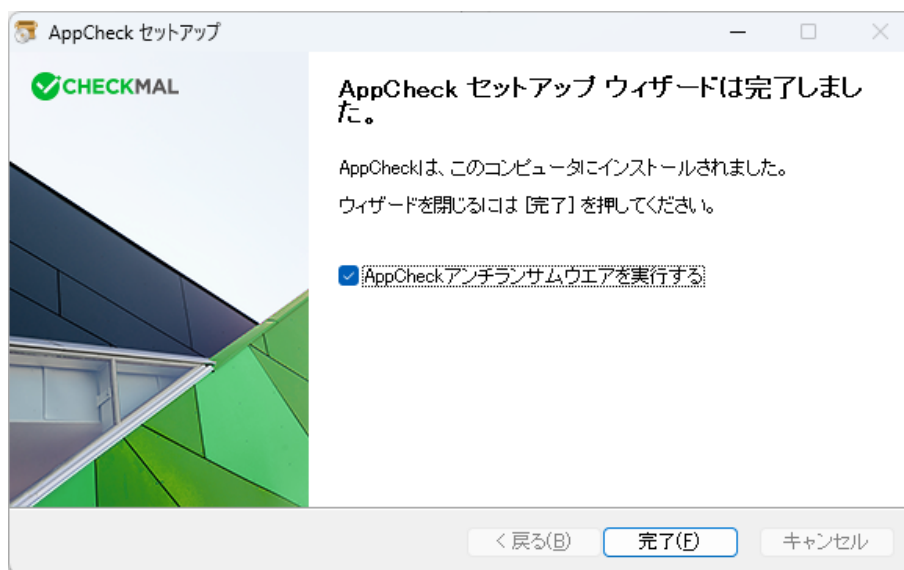 AppCheck セットアップ
CHECKMAL
AppCheck セットアップ ウィザードは完了しまし
た。
AppCheckは、このコンピュータにインストールされました。
ウィザードを閉じるには [完了] を押してください。
AppCheckアンチランサムウエアを実行する
< 戻る(B)
完了(F)
キャンセル